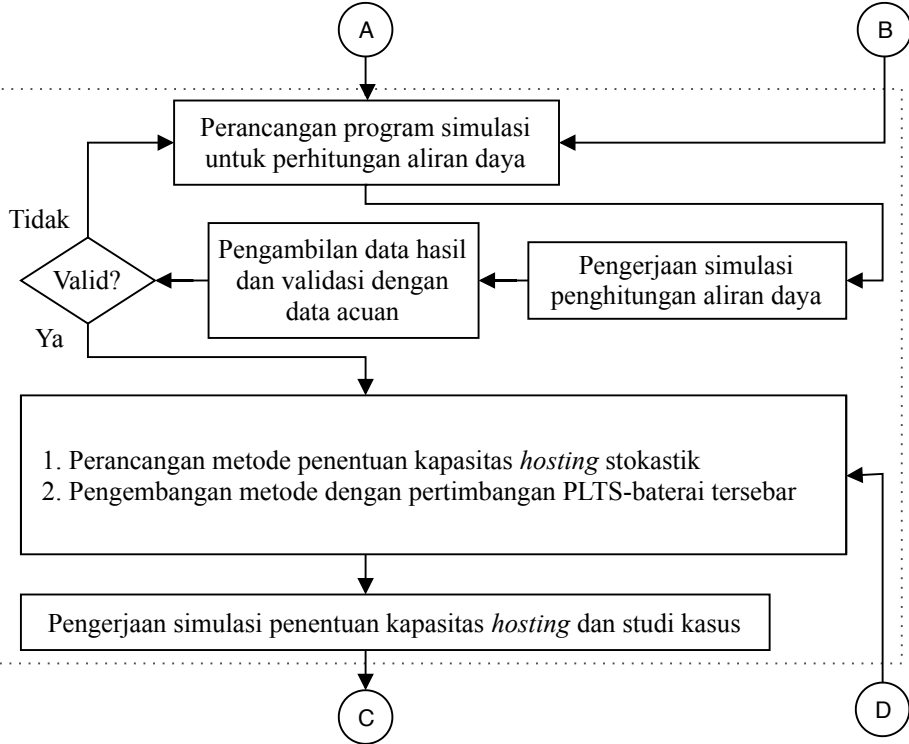 A
B
Perancangan program simulasi
untuk perhitungan aliran daya
Tidak
Valid?
Pengambilan data hasil
dan validasi dengan
data acuan
Pengerjaan simulasi
penghitungan aliran daya
Ya
1. Perancangan metode penentuan kapasitas hosting stokastik
2. Pengembangan metode dengan pertimbangan PLTS-baterai tersebar
Pengerjaan simulasi penentuan kapasitas hosting dan studi kasus
C
D